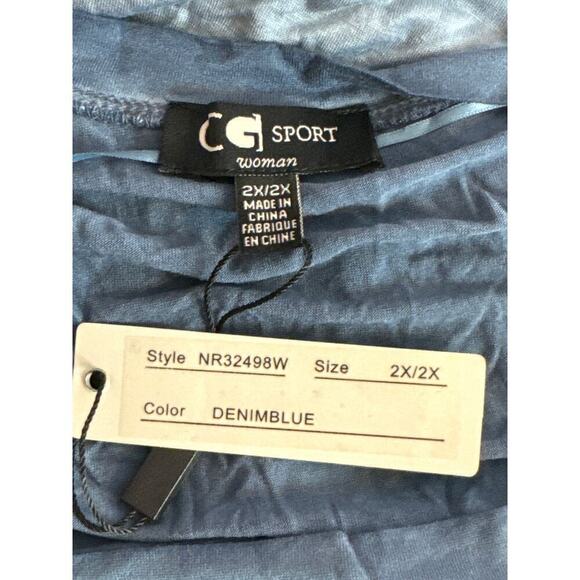 CG SPORT
woman
2X/2X
MADE IN
CHINA
FABRIQUE
EN CHINE
Style NR32498W Size 2X/2X
Color DENIMBLUE